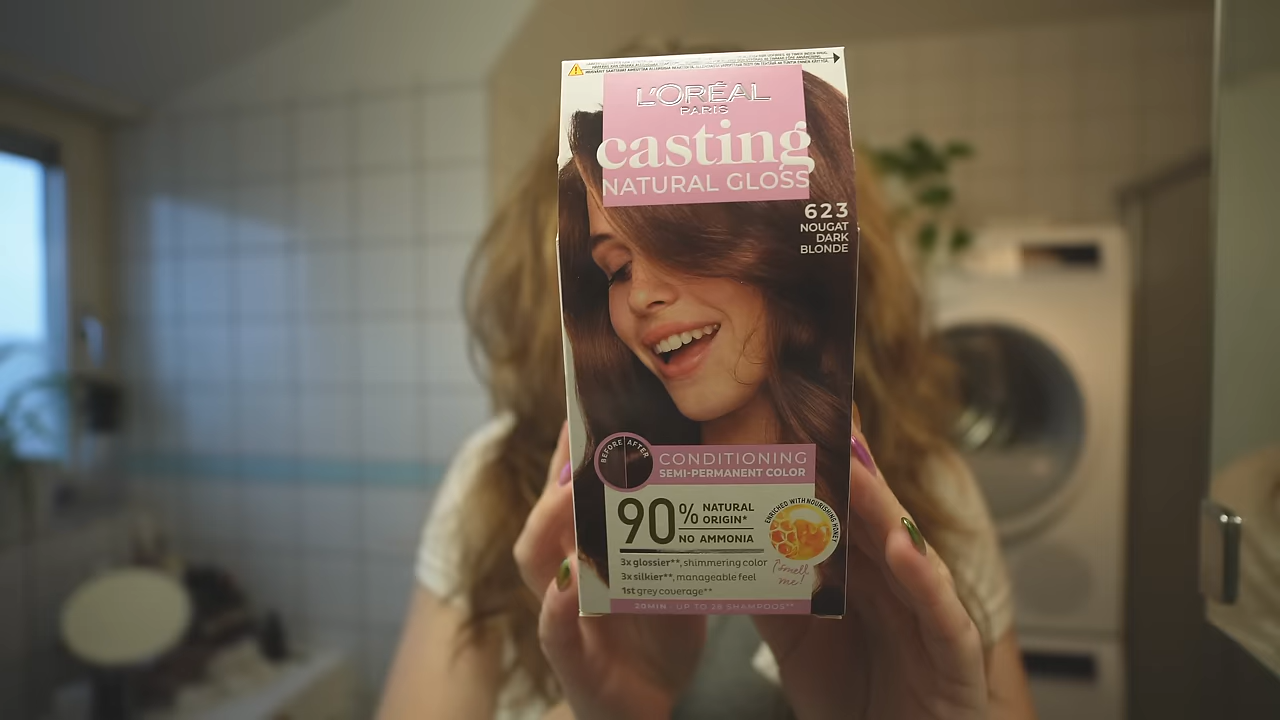 L'ORÉAL
PARIS
casting
NATURAL GLOSS
623
NOUGAT
DARK
BLONDE
BEFORE AFTER
CONDITIONING
SEMI-PERMANENT COLOR
90% NATURAL
ORIGIN*
NO AMMONIA
ENRICHED WITH NOURISHING HONEY
3x glossier**, shimmering color
3x silkier**, manageable feel
1st grey coverage**
smell
me!
20MIN UP TO 28 SHAMPOOS**